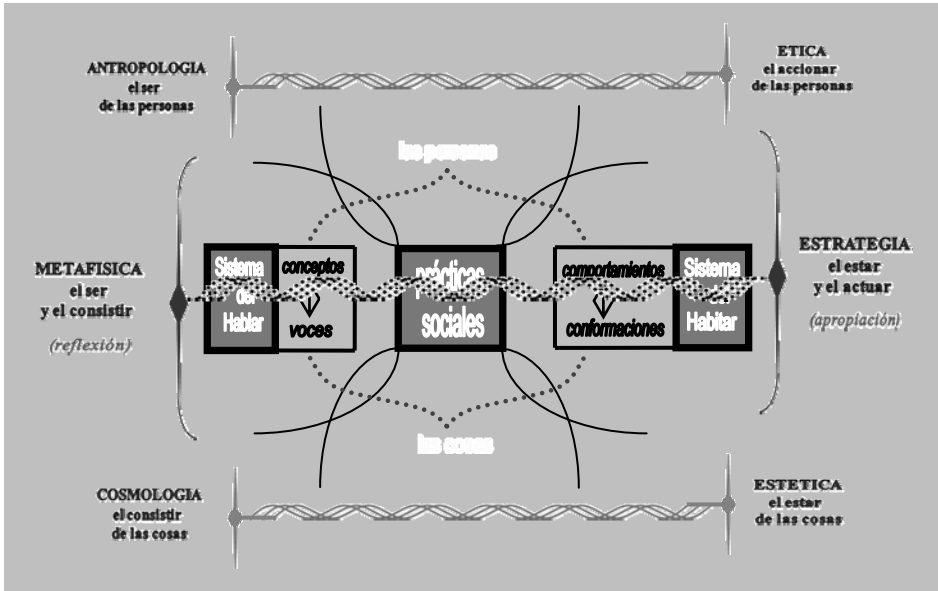 ANTROPOLOGIA
el ser
de las personas
ETICA
el accionar
de las personas
las personas
METAFISICA
el ser
y el consistir
(reflexión)
Sistema
del
Hablar
conceptos
voces
prácticas
sociales
comportamientos
conformaciones
Sistema
Habitar
ESTRATEGIA
el estar
y el actuar
(apropiación)
las cosas
COSMOLOGIA
el consistir
de las cosas
ESTETICA
el estar
de las cosas